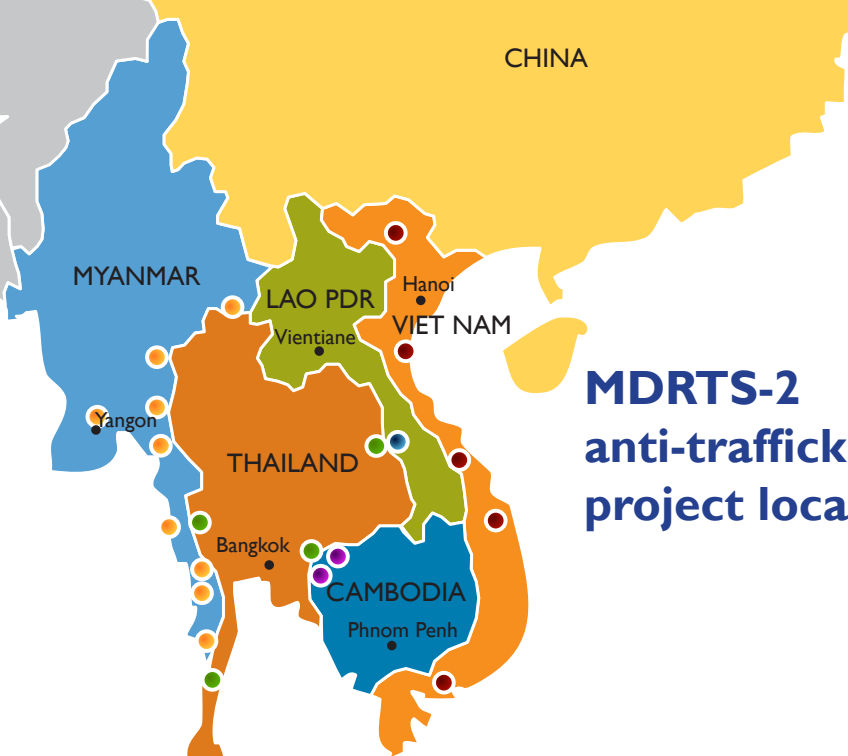 CHINA
MYANMAR
LAO PDR
Hanoi
VIET NAM
Vientiane
MDRTS-2
anti-traffick
project loca
Yangon
THAILAND
Bangkok
CAMBODIA
Phnom Penh